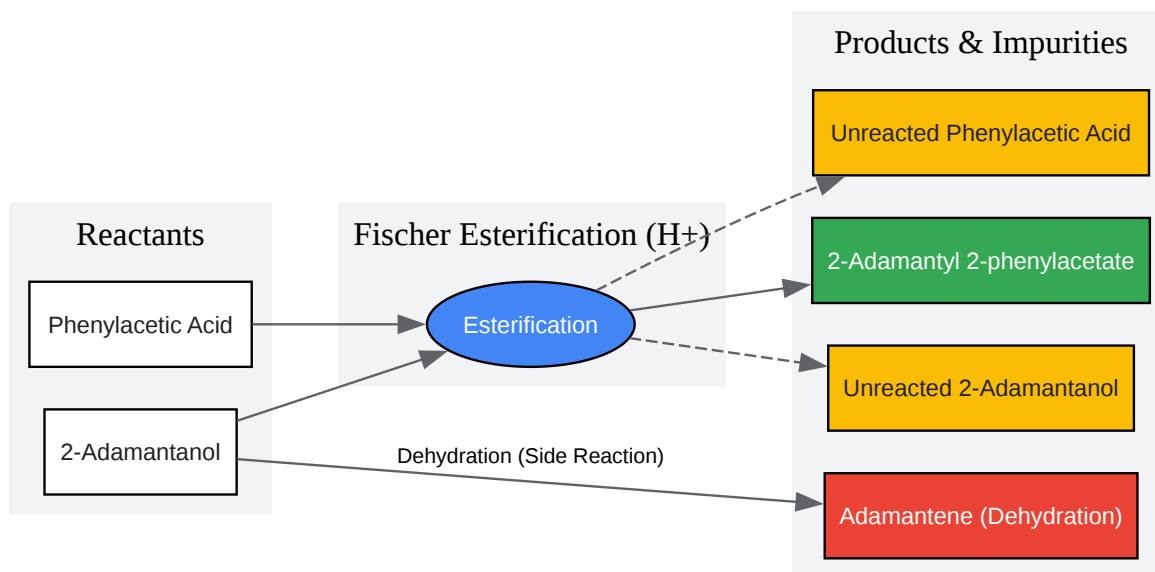 Products & Impurities
Unreacted Phenylacetic Acid
Reactants
Fischer Esterification (H+)
2-Adamantyl 2-phenylacetate
Phenylacetic Acid
Esterification
Unreacted 2-Adamantanol
2-Adamantanol
Dehydration (Side Reaction)
Adamantene (Dehydration)